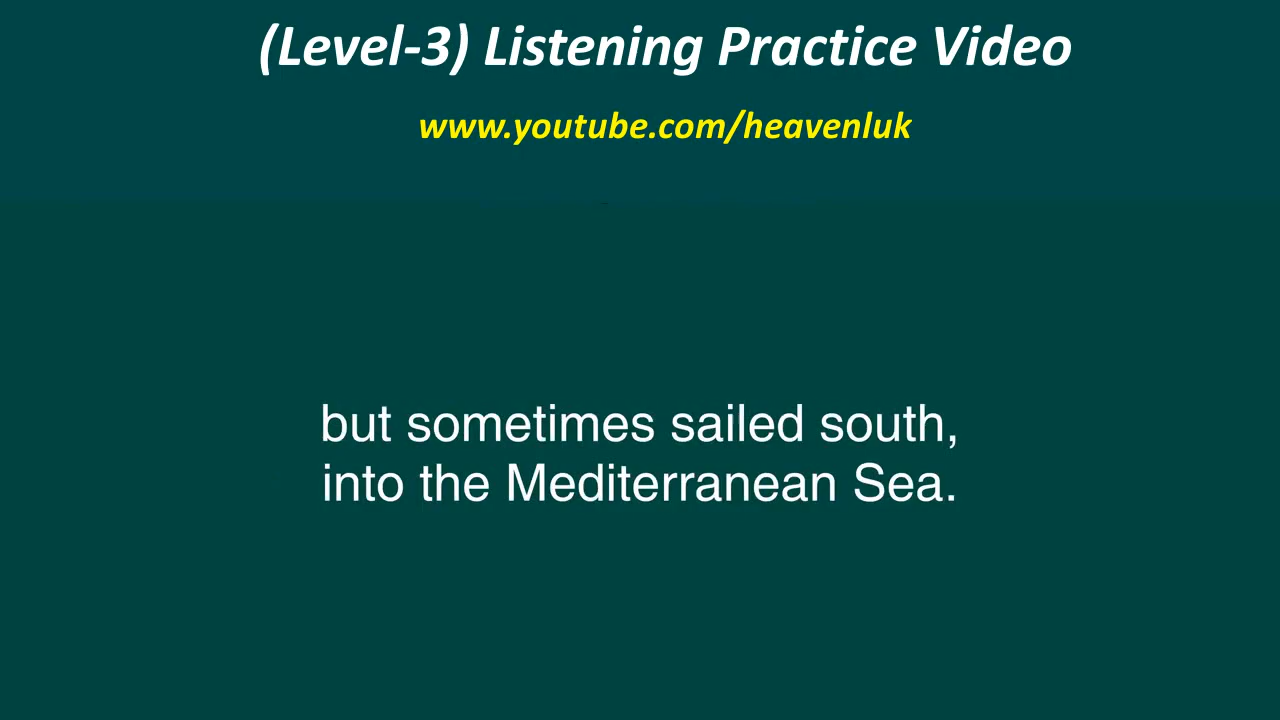 (Level-3) Listening Practice Video
www.youtube.com/heavenluk
but sometimes sailed south,
into the Mediterranean Sea.